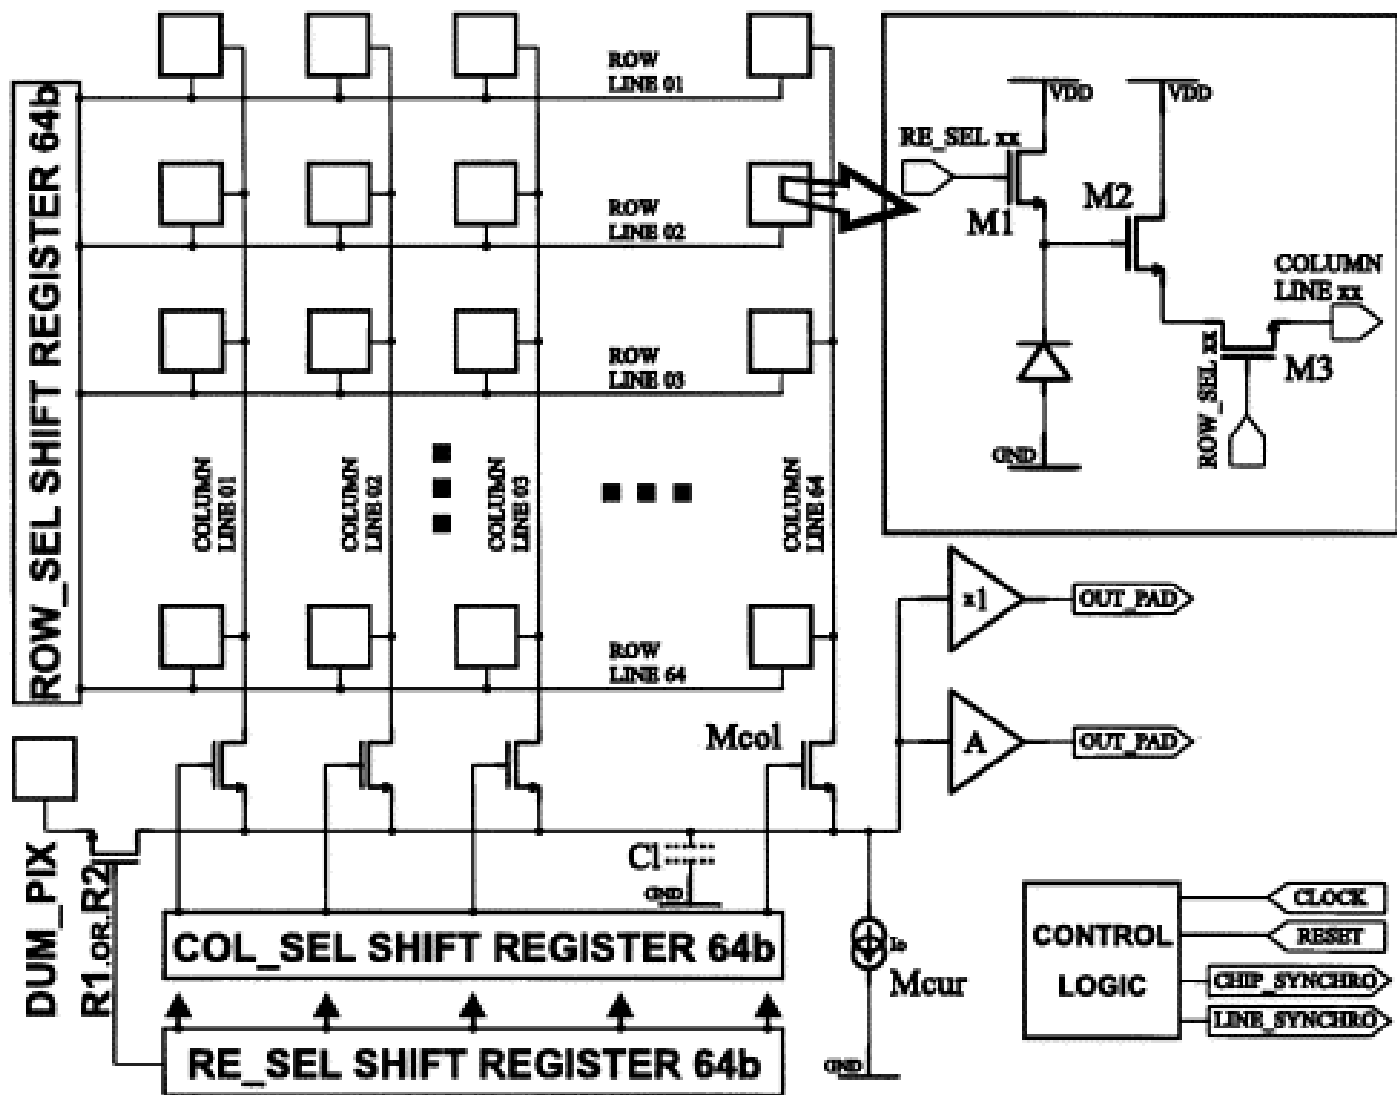 ROW_SEL SHIFT REGISTER 64b
ROW
LINE 01
ROW
LINE 02
ROW
LINE 03
COLUMN
LINE 01
COLUMN
LINE 02
COLUMN
LINE 03
COLUMN
LINE 64
ROW
LINE 64
VDD
VDD
RE_SEL xx
M1
M2
COLUMN
LINE xx
M3
ROW_SEL xx
GND
x1
OUT_PAD
A
OUT_PAD
Mcol
DUM_PIX
R1.OR.R2
Cl
GND
COL_SEL SHIFT REGISTER 64b
RE_SEL SHIFT REGISTER 64b
Io
Mcur
GND
CONTROL
LOGIC
CLOCK
RESET
CHIP_SYNCHRO
LINE_SYNCHRO